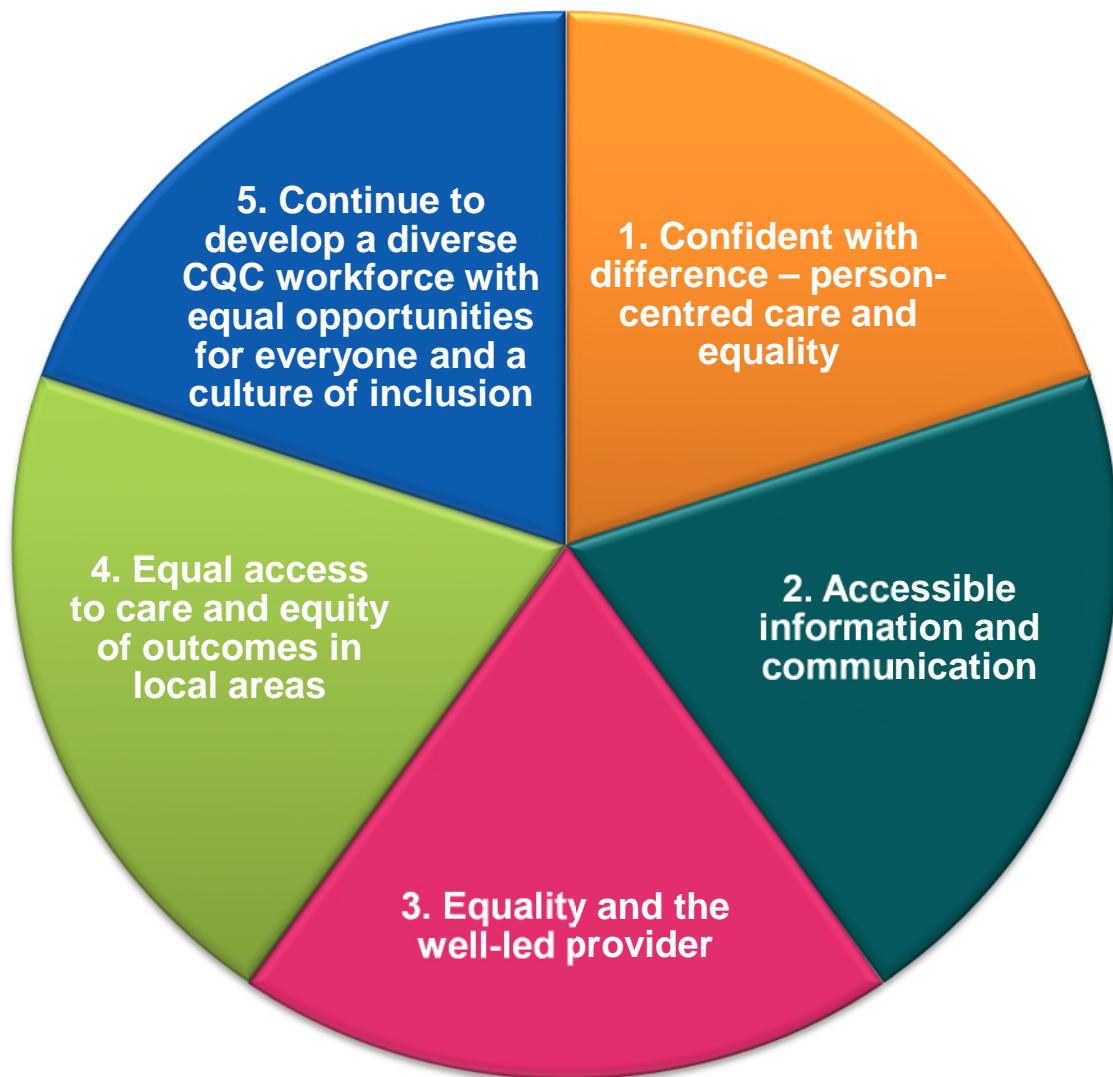 5. Continue to
develop a diverse
CQC workforce with
equal opportunities
for everyone and a
culture of inclusion
1. Confident with
difference – person-
centred care and
equality
4. Equal access
to care and equity
of outcomes in
local areas
2. Accessible
information and
communication
3. Equality and the
well-led provider